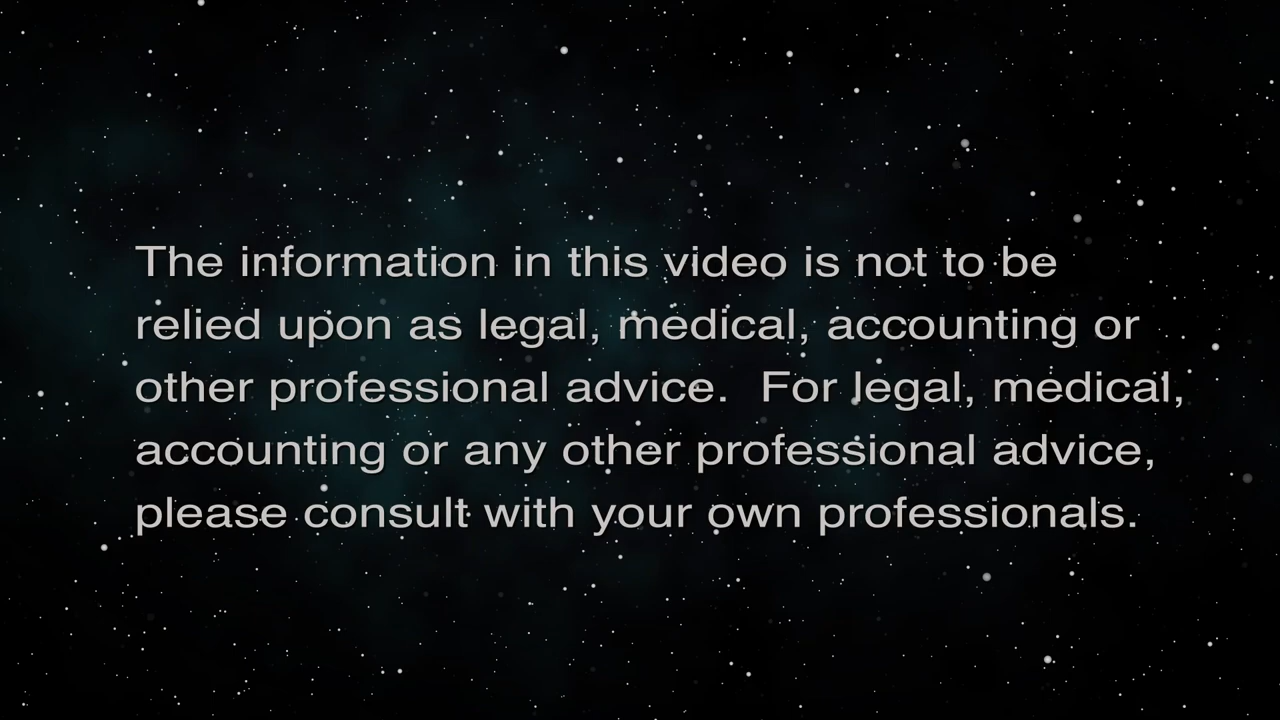 The information in this video is not to be
relied upon as legal, medical, accounting or
other professional advice.  For legal, medical,
accounting or any other professional advice,
please consult with your own professionals.